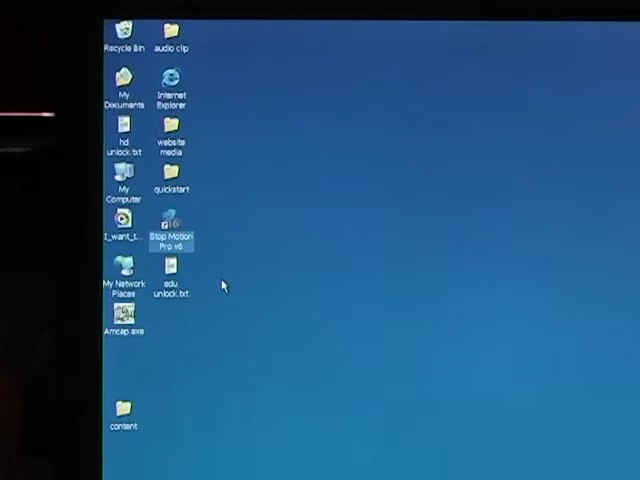 Recycle Bin
audio clip
My
Documents
Internet
Explorer
hd
unlock.txt
website
media
My
Computer
quickstart
I_want_t...
Stop Motion
Pro v6
My Network
Places
edu
unlock.txt
Amcap.exe
content